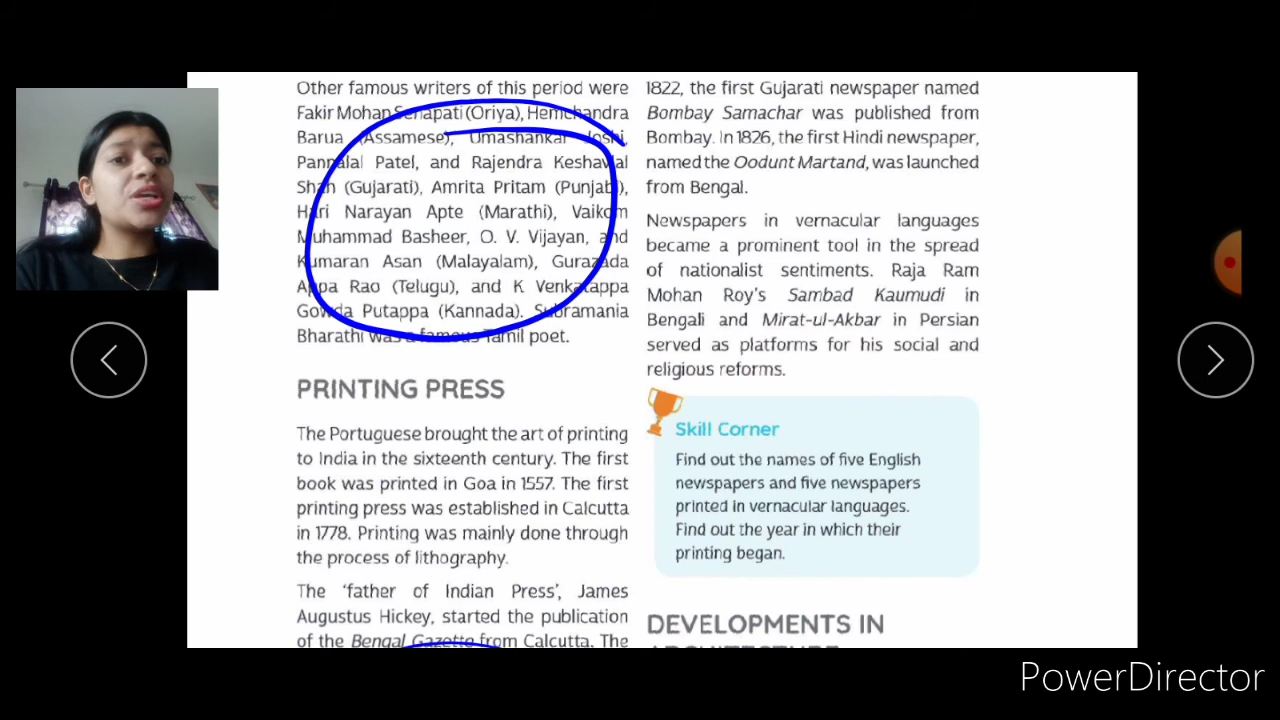 Other famous writers of this period were
Fakir Mohan Senapati (Oriya), Hemchandra
Barua (Assamese), Umashankar Joshi,
Pannalal Patel, and Rajendra Keshavlal
Shah (Gujarati), Amrita Pritam (Punjabi),
Hari Narayan Apte (Marathi), Vaikom
Muhammad Basheer, O. V. Vijayan, and
Kumaran Asan (Malayalam), Gurazada
Appa Rao (Telugu), and K Venkatappa
Gowda Putappa (Kannada). Subramania
Bharathi was a famous Tamil poet.
PRINTING PRESS
The Portuguese brought the art of printing
to India in the sixteenth century. The first
book was printed in Goa in 1557. The first
printing press was established in Calcutta
in 1778. Printing was mainly done through
the process of lithography.
The ‘father of Indian Press’, James
Augustus Hickey, started the publication
of the Bengal Gazette from Calcutta. The
1822, the first Gujarati newspaper named
Bombay Samachar was published from
Bombay. In 1826, the first Hindi newspaper,
named the Oodunt Martand, was launched
from Bengal.
Newspapers in vernacular languages
became a prominent tool in the spread
of nationalist sentiments. Raja Ram
Mohan Roy’s Sambad Kaumudi in
Bengali and Mirat-ul-Akbar in Persian
served as platforms for his social and
religious reforms.
Skill Corner
Find out the names of five English
newspapers and five newspapers
printed in vernacular languages.
Find out the year in which their
printing began.
DEVELOPMENTS IN
ARCHITECTURE
PowerDirector